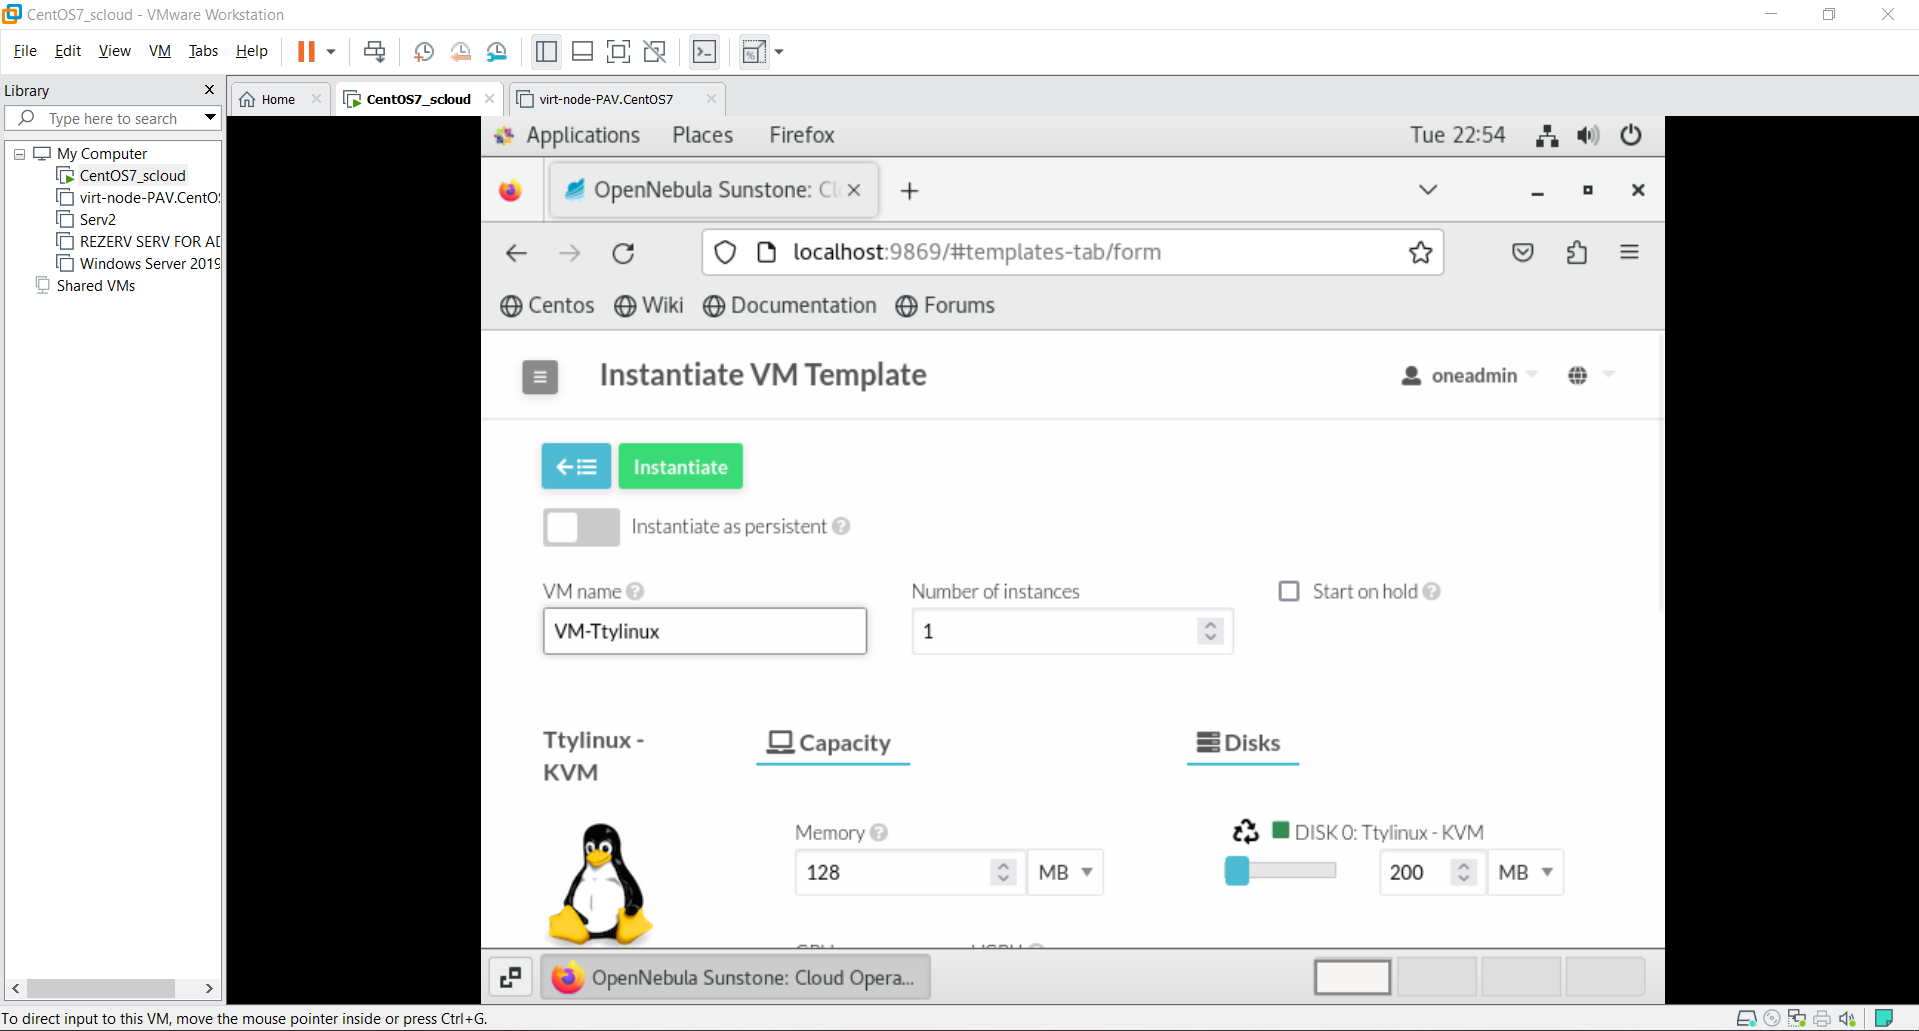 CentOS7_scloud - VMware Workstation
File Edit View VM Tabs Help
Library
Type here to search
My Computer
CentOS7_scloud
virt-node-PAV.CentOS
Serv2
REZERV SERV FOR AD
Windows Server 2019
Shared VMs
Home
CentOS7_scloud
virt-node-PAV.CentOS7
Applications Places Firefox
Tue 22:54
OpenNebula Sunstone: Clo
localhost:9869/#templates-tab/form
Centos Wiki Documentation Forums
Instantiate VM Template
oneadmin
Instantiate
Instantiate as persistent
VM name
Number of instances
Start on hold
VM-Ttylinux
1
Ttylinux -
KVM
Capacity
Disks
Memory
DISK 0: Ttylinux - KVM
128 MB
200 MB
OpenNebula Sunstone: Cloud Opera...
To direct input to this VM, move the mouse pointer inside or press Ctrl+G.